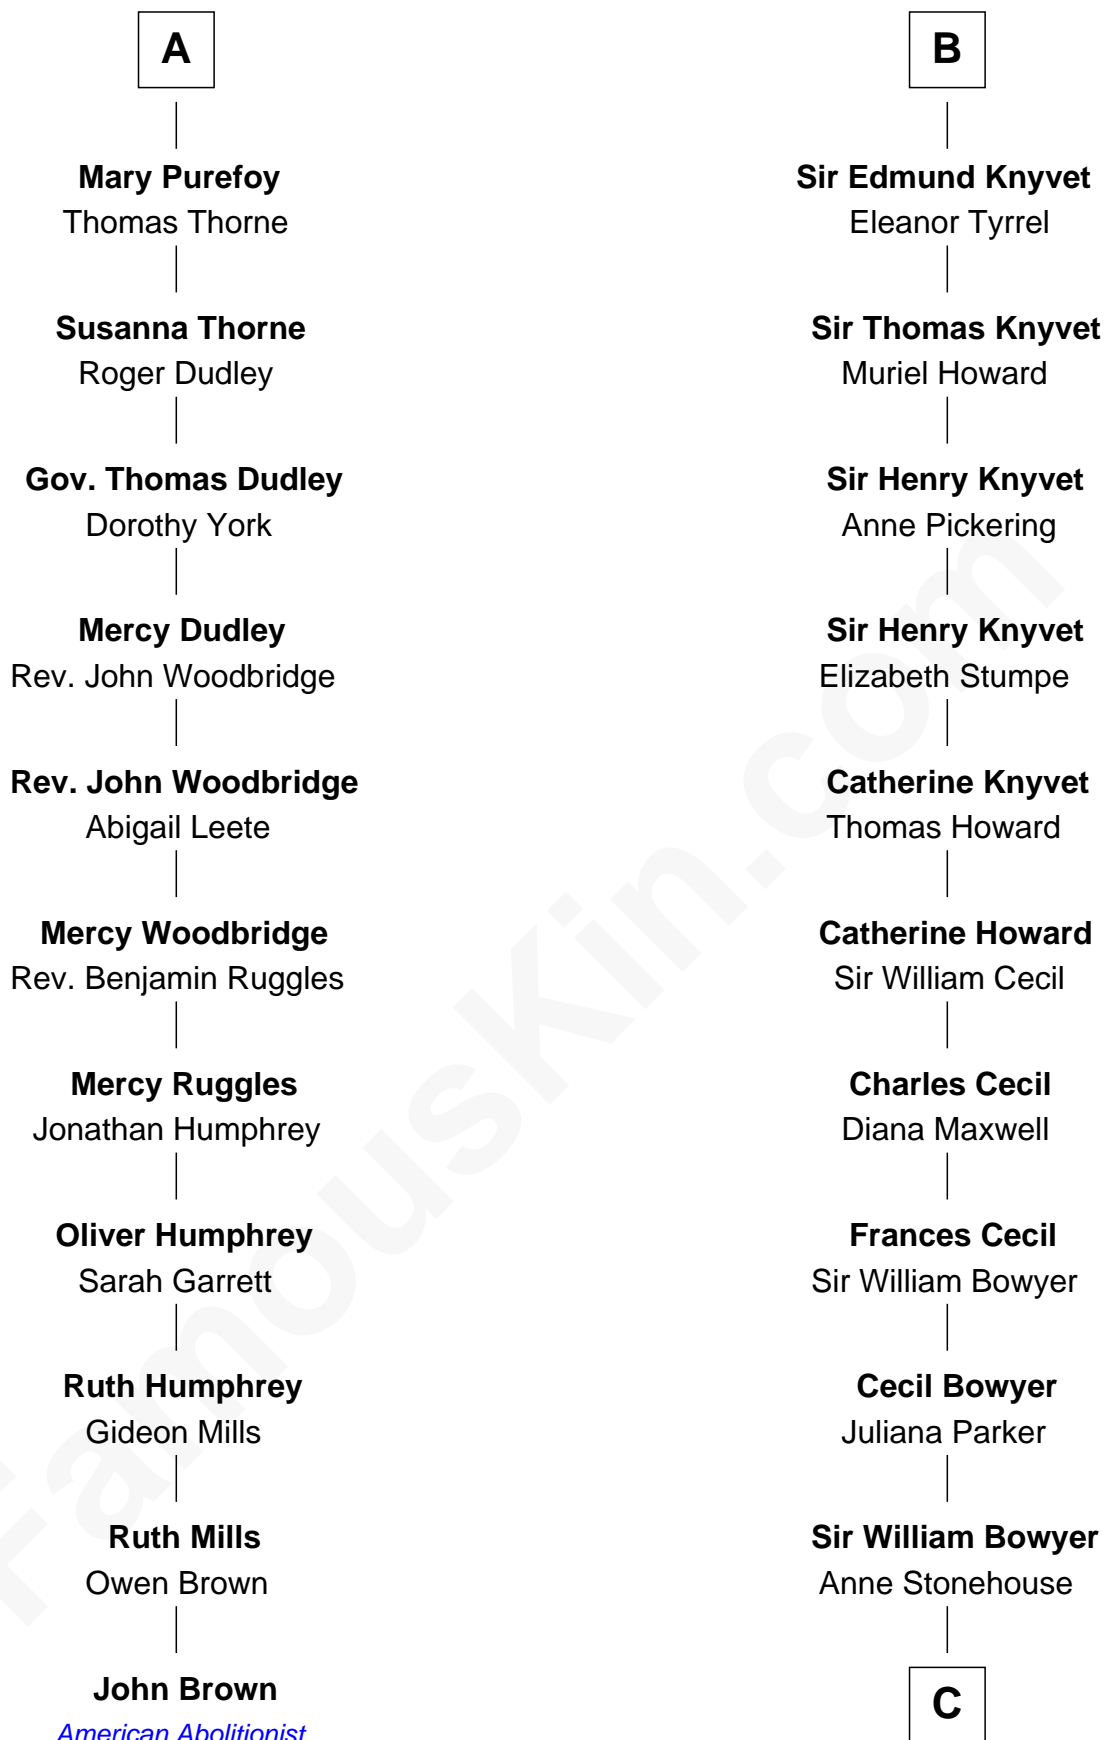 A
Mary Purefoy
Thomas Thorne
Susanna Thorne
Roger Dudley
Gov. Thomas Dudley
Dorothy York
Mercy Dudley
Rev. John Woodbridge
Rev. John Woodbridge
Abigail Leete
Mercy Woodbridge
Rev. Benjamin Ruggles
Mercy Ruggles
Jonathan Humphrey
Oliver Humphrey
Sarah Garrett
Ruth Humphrey
Gideon Mills
Ruth Mills
Owen Brown
John Brown
American Abolitionist
B
Sir Edmund Knyvet
Eleanor Tyrrel
Sir Thomas Knyvet
Muriel Howard
Sir Henry Knyvet
Anne Pickering
Sir Henry Knyvet
Elizabeth Stumpe
Catherine Knyvet
Thomas Howard
Catherine Howard
Sir William Cecil
Charles Cecil
Diana Maxwell
Frances Cecil
Sir William Bowyer
Cecil Bowyer
Juliana Parker
Sir William Bowyer
Anne Stonehouse
C
FamousKin.com